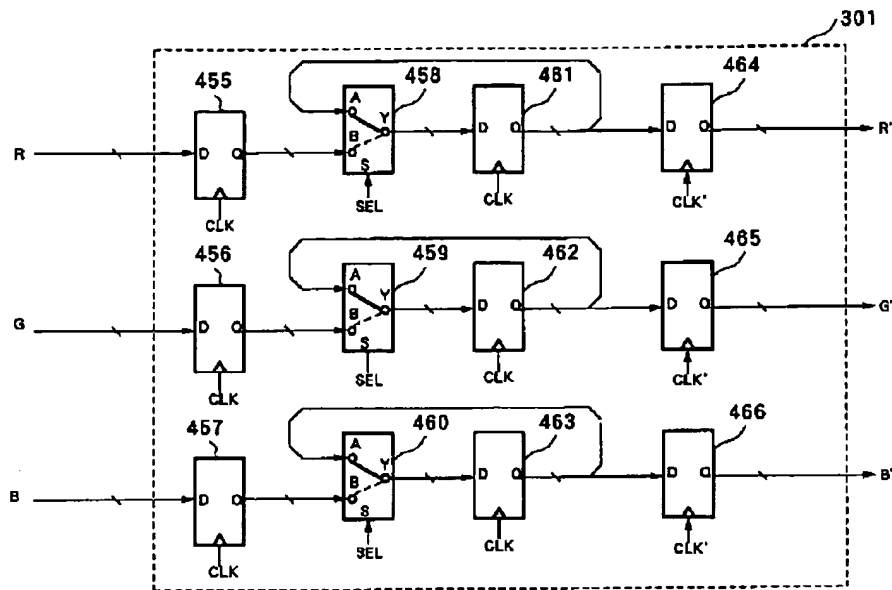 301
455
458
461
464
A
Y
B
S
D Q
D Q
D Q
R
R'
CLK
SEL
CLK
CLK'
456
459
462
465
A
Y
B
S
D Q
D Q
D Q
G
G'
CLK
SEL
CLK
CLK'
457
460
463
466
A
Y
B
S
D Q
D Q
D Q
B
B'
CLK
SEL
CLK
CLK'